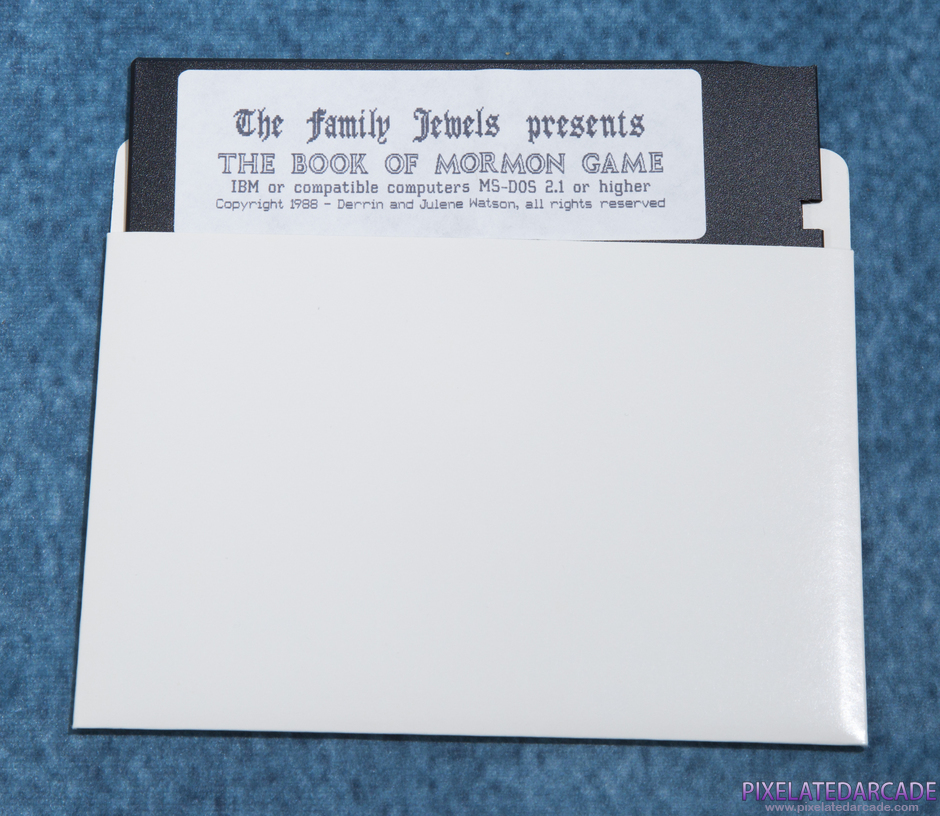 The Family Jewels presents
THE BOOK OF MORMON GAME
IBM or compatible computers MS-DOS 2.1 or higher
Copyright 1988 - Derrin and Julene Watson, all rights reserved
PIXELATEDARCADE
www.pixelatedarcade.com